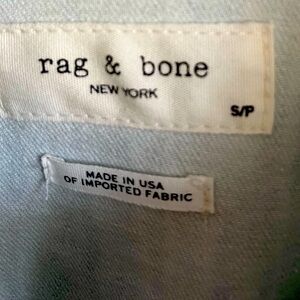 rag & bone
NEW YORK
S/P
MADE IN USA
OF IMPORTED FABRIC